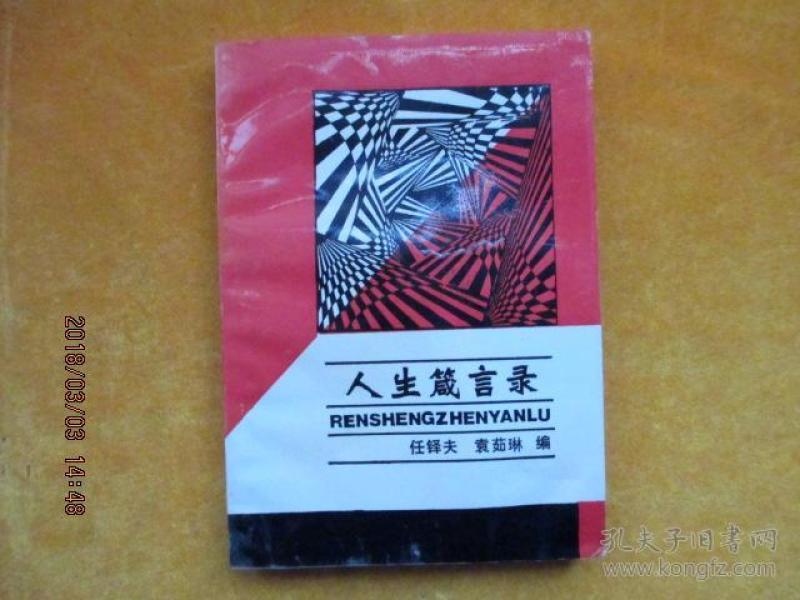 人生箴言录
RENSHENGZHENYANLU
任铎夫 袁茹琳 编
2018/03/03 14:48
孔夫子旧书网
www.kongfz.com